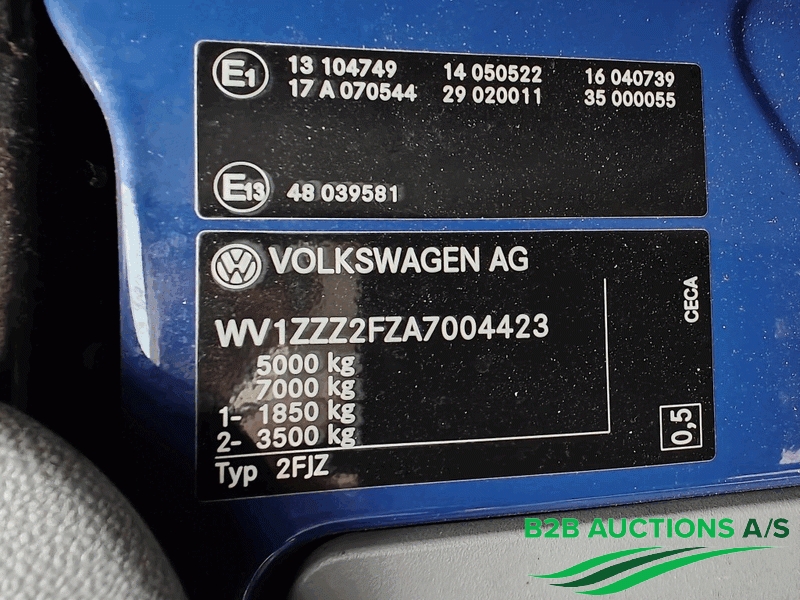 E1 13 104749 14 050522 16 040739
17 A 070544 29 020011 35 000055
E13 48 039581
VOLKSWAGEN AG
CECA
WV1ZZZ2FZA7004423
5000 kg
7000 kg
1- 1850 kg
2- 3500 kg
0,5
Typ 2FJZ
B2B AUCTIONS A/S